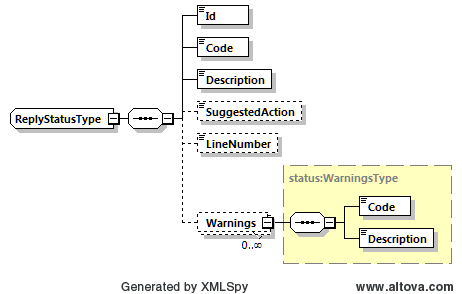 Id
Code
Description
ReplyStatusType
SuggestedAction
LineNumber
status:WarningsType
Code
Warnings
0..∞
Description
Generated by XMLSpy www.altova.com